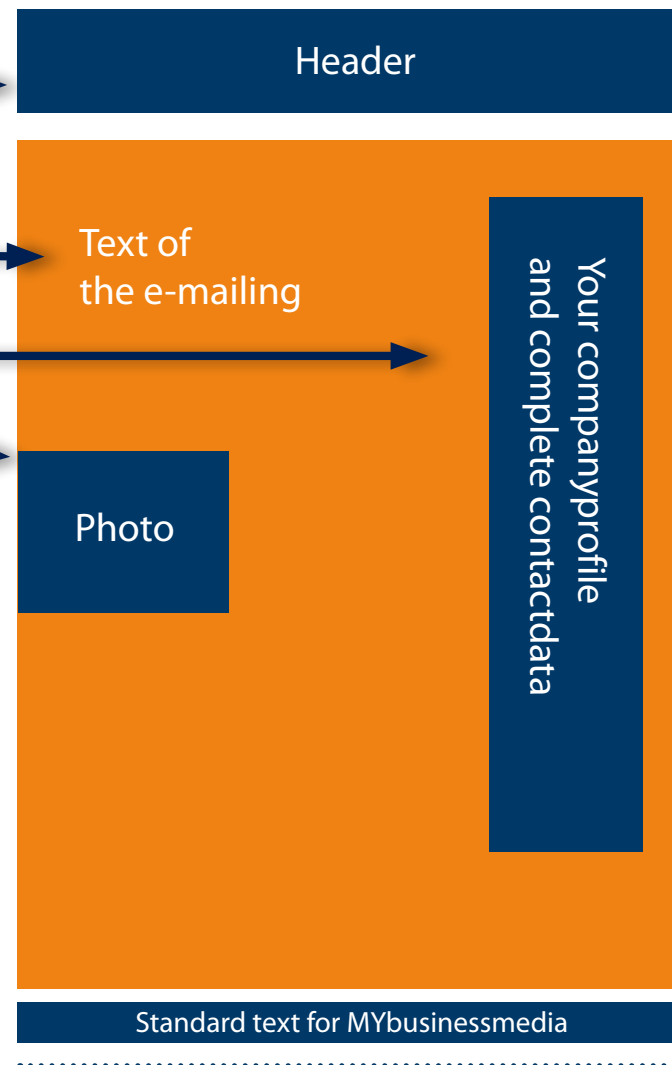 Header
Text of
the e-mailing
Your companyprofile
and complete contactdata
Photo
Standard text for MYbusinessmedia